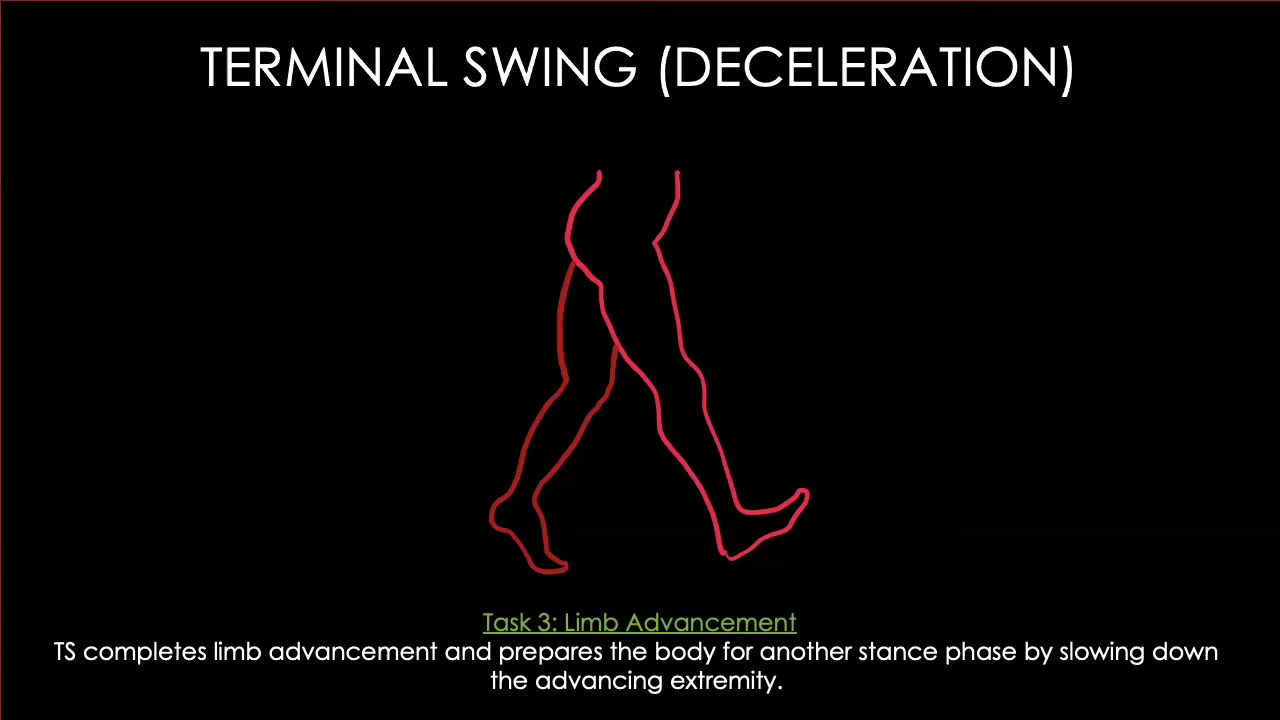 TERMINAL SWING (DECELERATION)
Task 3: Limb Advancement
TS completes limb advancement and prepares the body for another stance phase by slowing down
the advancing extremity.